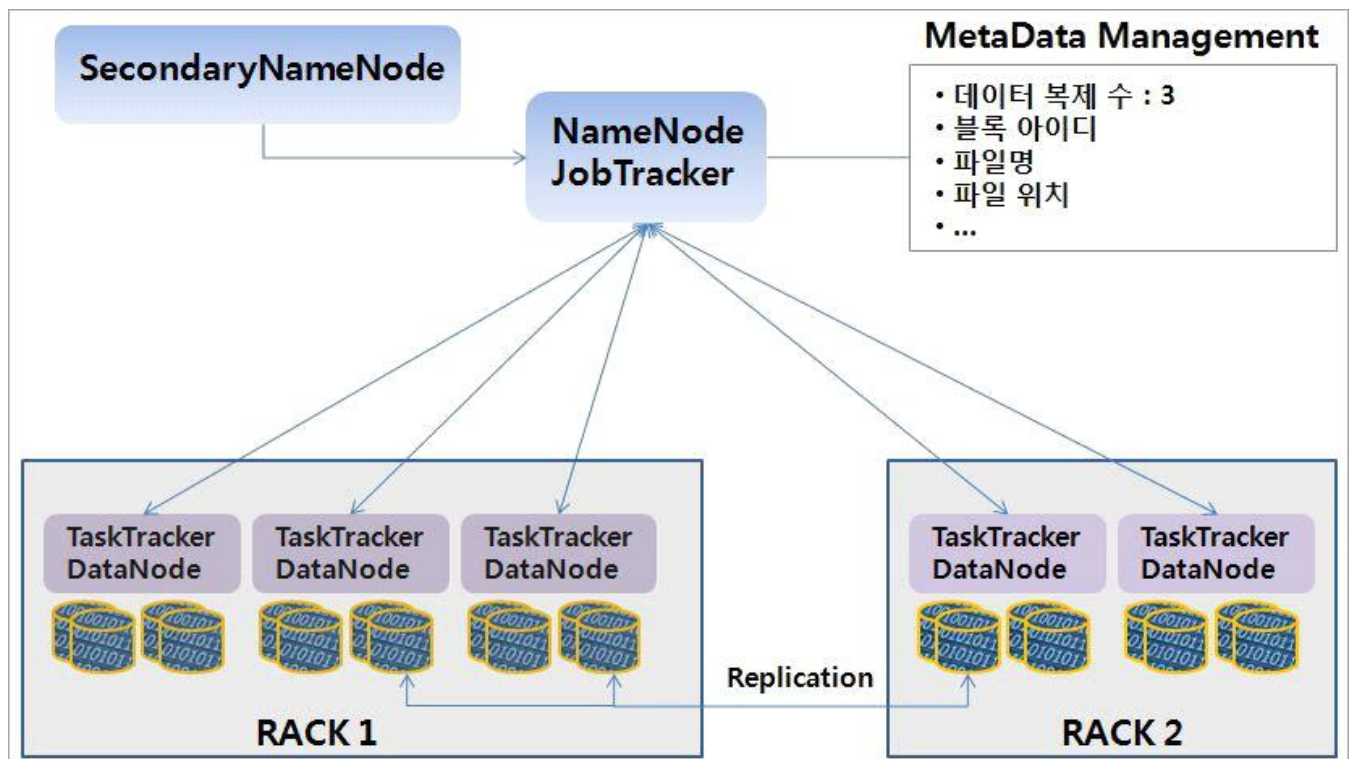 SecondaryNameNode
MetaData Management
NameNode
JobTracker
• 데이터 복제 수 : 3
• 블록 아이디
• 파일명
• 파일 위치
• ...
TaskTracker
DataNode
TaskTracker
DataNode
TaskTracker
DataNode
TaskTracker
DataNode
TaskTracker
DataNode
Replication
RACK 1
RACK 2